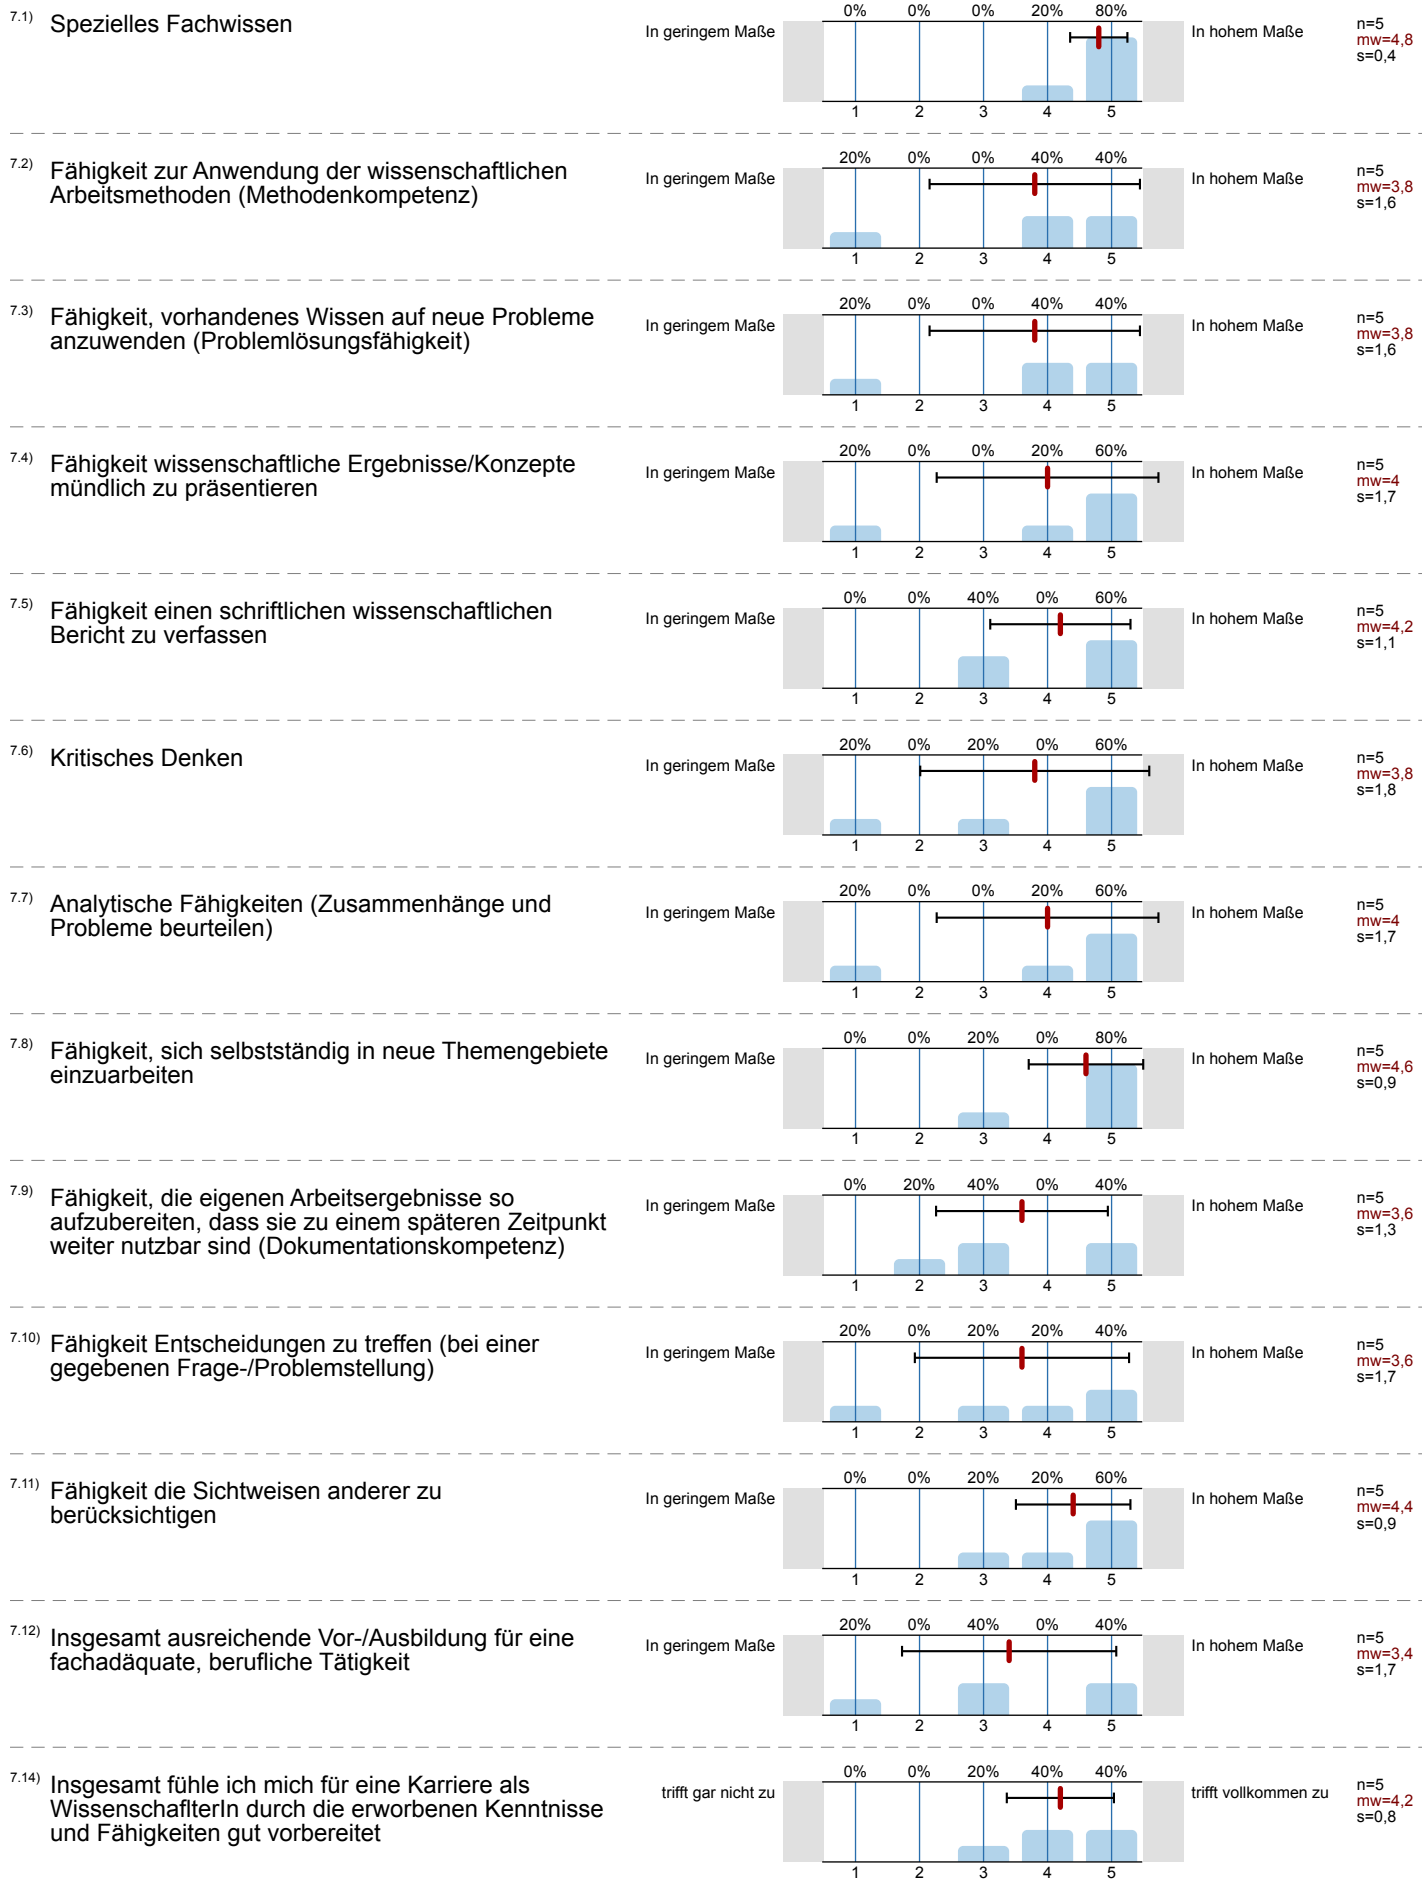 7.1) Spezielles Fachwissen
0% 0% 0% 20% 80%
In geringem Maße In hohem Maße
n=5
mw=4,8
s=0,4
1 2 3 4 5
7.2) Fähigkeit zur Anwendung der wissenschaftlichen
Arbeitsmethoden (Methodenkompetenz)
20% 0% 0% 40% 40%
In geringem Maße In hohem Maße
n=5
mw=3,8
s=1,6
1 2 3 4 5
7.3) Fähigkeit, vorhandenes Wissen auf neue Probleme
anzuwenden (Problemlösungsfähigkeit)
20% 0% 0% 40% 40%
In geringem Maße In hohem Maße
n=5
mw=3,8
s=1,6
1 2 3 4 5
7.4) Fähigkeit wissenschaftliche Ergebnisse/Konzepte
mündlich zu präsentieren
20% 0% 0% 20% 60%
In geringem Maße In hohem Maße
n=5
mw=4
s=1,7
1 2 3 4 5
7.5) Fähigkeit einen schriftlichen wissenschaftlichen
Bericht zu verfassen
0% 0% 40% 0% 60%
In geringem Maße In hohem Maße
n=5
mw=4,2
s=1,1
1 2 3 4 5
7.6) Kritisches Denken
20% 0% 20% 0% 60%
In geringem Maße In hohem Maße
n=5
mw=3,8
s=1,8
1 2 3 4 5
7.7) Analytische Fähigkeiten (Zusammenhänge und
Probleme beurteilen)
20% 0% 0% 20% 60%
In geringem Maße In hohem Maße
n=5
mw=4
s=1,7
1 2 3 4 5
7.8) Fähigkeit, sich selbstständig in neue Themengebiete
einzuarbeiten
0% 0% 20% 0% 80%
In geringem Maße In hohem Maße
n=5
mw=4,6
s=0,9
1 2 3 4 5
7.9) Fähigkeit, die eigenen Arbeitsergebnisse so
aufzubereiten, dass sie zu einem späteren Zeitpunkt
weiter nutzbar sind (Dokumentationskompetenz)
0% 20% 40% 0% 40%
In geringem Maße In hohem Maße
n=5
mw=3,6
s=1,3
1 2 3 4 5
7.10) Fähigkeit Entscheidungen zu treffen (bei einer
gegebenen Frage-/Problemstellung)
20% 0% 20% 20% 40%
In geringem Maße In hohem Maße
n=5
mw=3,6
s=1,7
1 2 3 4 5
7.11) Fähigkeit die Sichtweisen anderer zu
berücksichtigen
0% 0% 20% 20% 60%
In geringem Maße In hohem Maße
n=5
mw=4,4
s=0,9
1 2 3 4 5
7.12) Insgesamt ausreichende Vor-/Ausbildung für eine
fachadäquate, berufliche Tätigkeit
20% 0% 40% 0% 40%
In geringem Maße In hohem Maße
n=5
mw=3,4
s=1,7
1 2 3 4 5
7.14) Insgesamt fühle ich mich für eine Karriere als
WissenschaflterIn durch die erworbenen Kenntnisse
und Fähigkeiten gut vorbereitet
0% 0% 20% 40% 40%
trifft gar nicht zu trifft vollkommen zu
n=5
mw=4,2
s=0,8
1 2 3 4 5